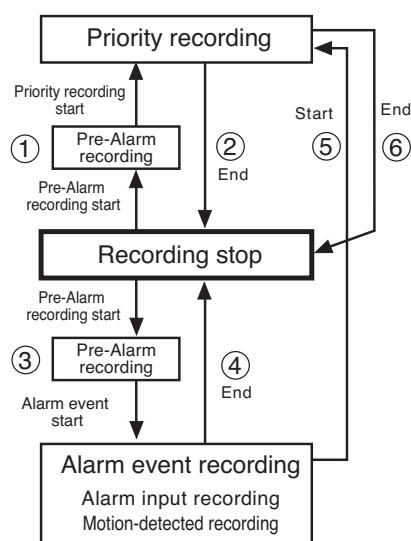 Priority recording
Priority recording
start
①
Pre-Alarm
recording
Pre-Alarm
recording start
②
End
Start
⑤
End
⑥
Recording stop
Pre-Alarm
recording start
③
Pre-Alarm
recording
Alarm event
start
④
End
Alarm event recording
Alarm input recording
Motion-detected recording